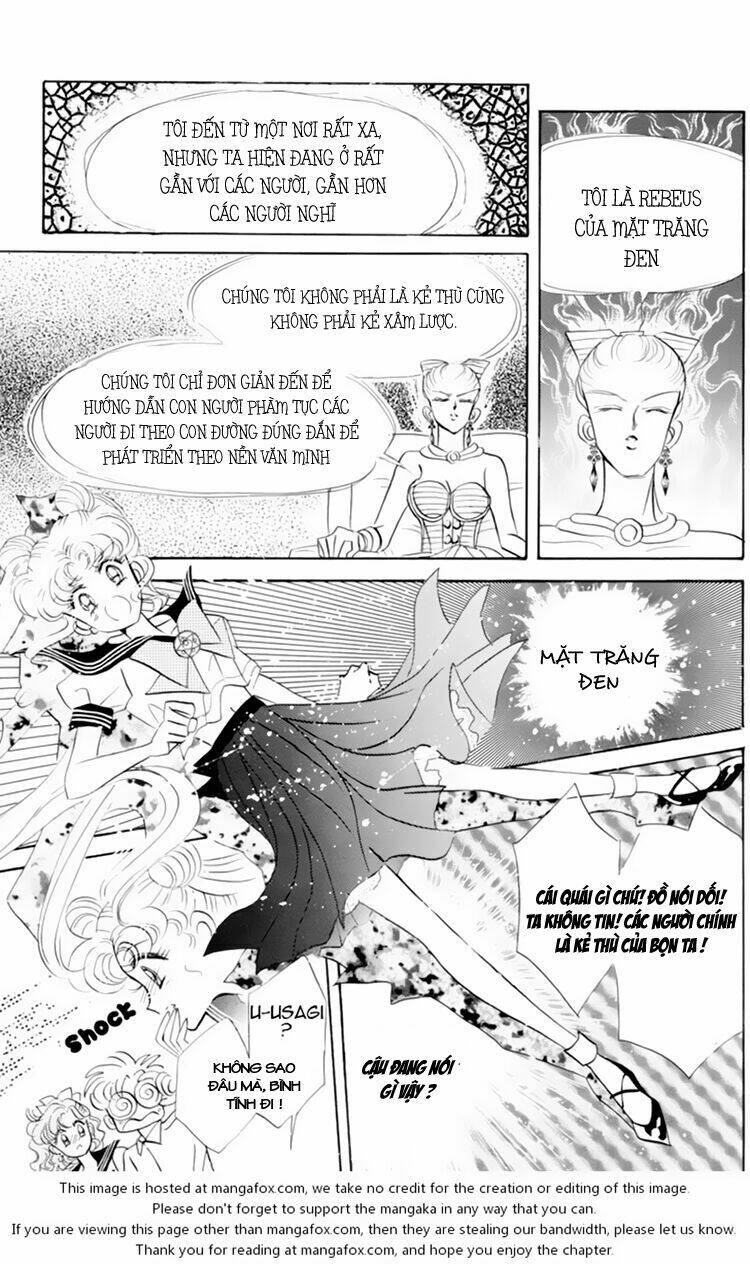 TÔI ĐẾN TỪ MỘT NƠI RẤT XA,
NHƯNG TA HIỆN ĐANG Ở RẤT
GẦN VỚI CÁC NGƯỜI, GẦN HƠN
CÁC NGƯỜI NGHĨ
TÔI LÀ REBEUS
CỦA MẶT TRĂNG
ĐEN
CHÚNG TÔI KHÔNG PHẢI LÀ KẺ THÙ CŨNG
KHÔNG PHẢI KẺ XÂM LƯỢC.
CHÚNG TÔI CHỈ ĐƠN GIẢN ĐẾN ĐỂ
HƯỚNG DẪN CON NGƯỜI PHÀM TỤC CÁC
NGƯỜI ĐI THEO CON ĐƯỜNG ĐÚNG ĐẮN ĐỂ
PHÁT TRIỂN THEO NỀN VĂN MINH
MẶT TRĂNG
ĐEN
CÁI QUÁI GÌ CHỨ! ĐỒ NÓI DỐI!
TA KHÔNG TIN! CÁC NGƯỜI CHÍNH
LÀ KẺ THÙ CỦA BỌN TA !
U-USAGI
?
Shock
KHÔNG SAO
ĐÂU MÀ, BÌNH
TĨNH ĐI !
CẬU ĐANG NÓI
GÌ VẬY ?
This image is hosted at mangafox.com, we take no credit for the creation or editing of this image.
Please don't forget to support the mangaka in any way that you can.
If you are viewing this page other than mangafox.com, then they are stealing our bandwidth, please let us know.
Thank you for reading at mangafox.com, and hope you enjoy the chapter.